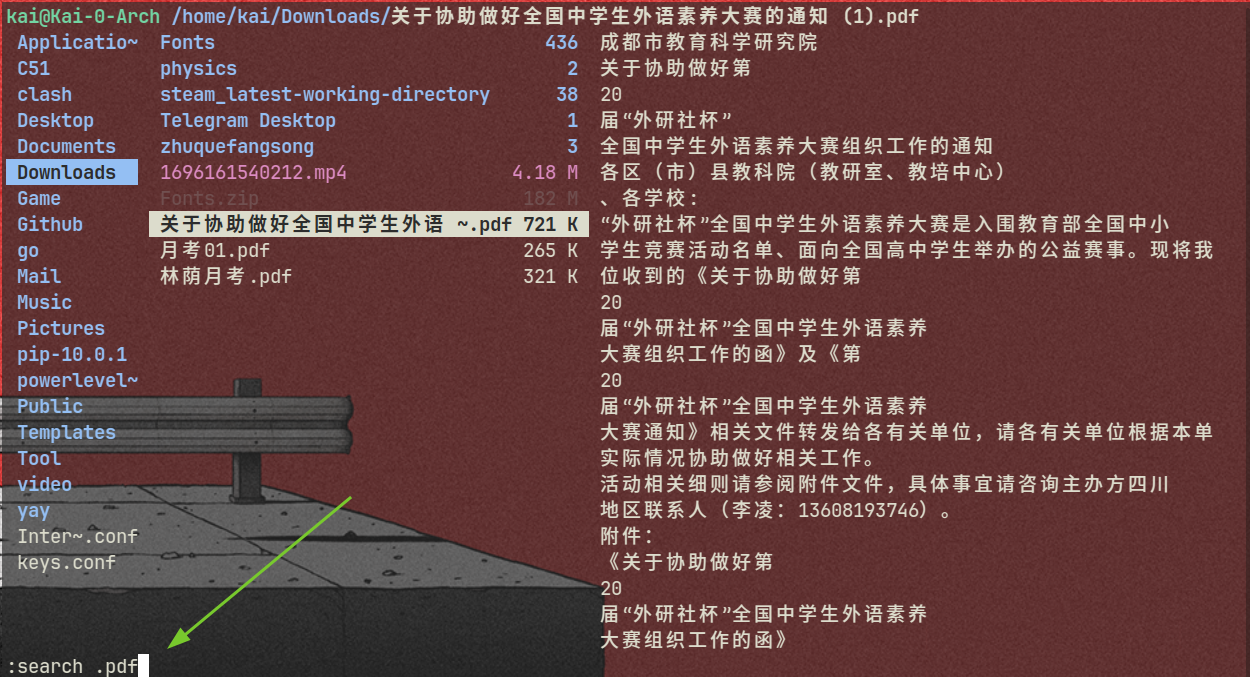 kai@Kai-0-Arch /home/kai/Downloads/关于协助做好全国中学生外语素养大赛的通知 (1).pdf
Applicatio~
C51
clash
Desktop
Documents
Downloads
Game
Github
go
Mail
Music
Pictures
pip-10.0.1
powerlevel~
Public
Templates
Tool
video
yay
Inter~.conf
keys.conf
Fonts 436
physics 2
steam_latest-working-directory 38
Telegram Desktop 1
zhuquefangsong 3
1696161540212.mp4 4.18 M
Fonts.zip 182 M
关于协助做好全国中学生外语 ~.pdf 721 K
月考01.pdf 265 K
林荫月考.pdf 321 K
成都市教育科学研究院
关于协助做好第
20
届“外研社杯”
全国中学生外语素养大赛组织工作的通知
各区（市）县教科院（教研室、教培中心）
、各学校：
“外研社杯”全国中学生外语素养大赛是入围教育部全国中小
学生竞赛活动名单、面向全国高中学生举办的公益赛事。现将我
位收到的《关于协助做好第
20
届“外研社杯”全国中学生外语素养
大赛组织工作的函》及《第
20
届“外研社杯”全国中学生外语素养
大赛通知》相关文件转发给各有关单位，请各有关单位根据本单
实际情况协助做好相关工作。
活动相关细则请参阅附件文件，具体事宜请咨询主办方四川
地区联系人（李凌：13608193746）。
附件：
《关于协助做好第
20
届“外研社杯”全国中学生外语素养
大赛组织工作的函》
:search .pdf